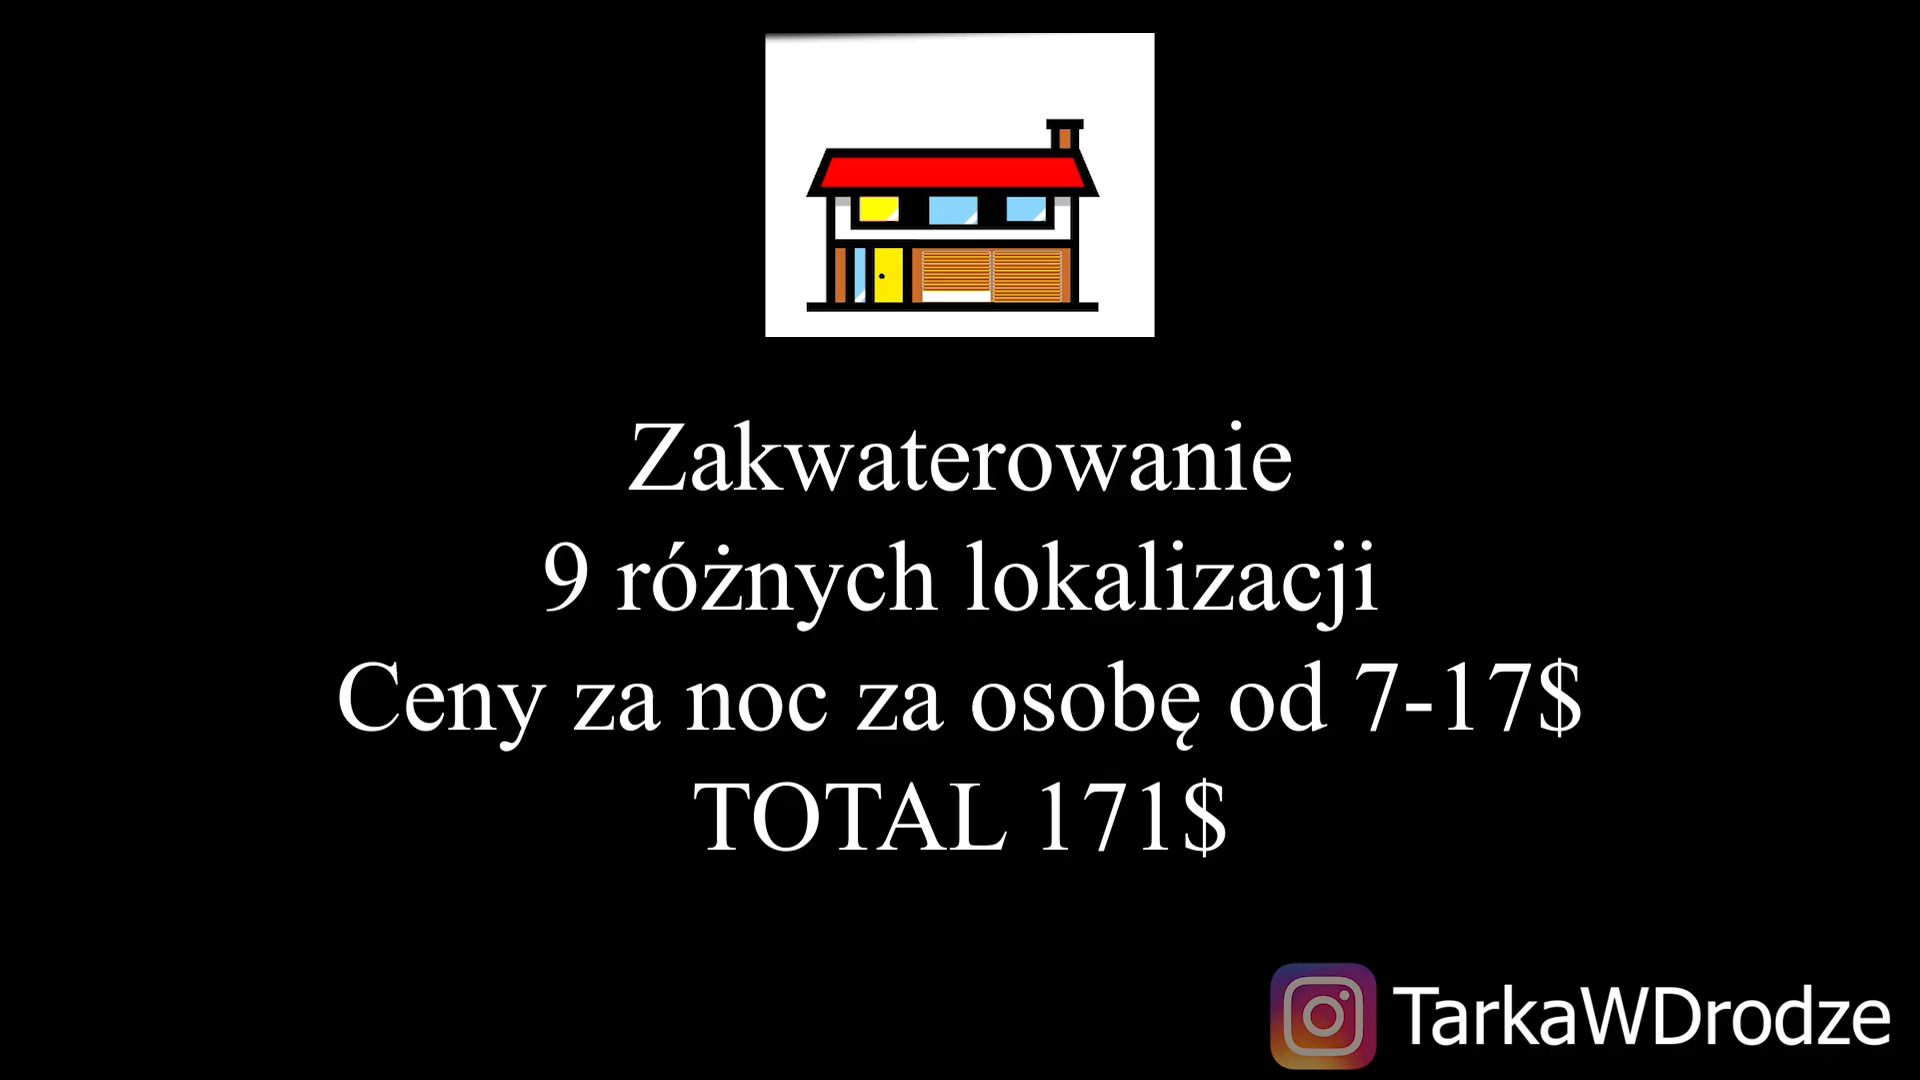 Zakwaterowanie
9 różnych lokalizacji
Ceny za noc za osobę od 7-17$
TOTAL 171$
TarkaWDrodze